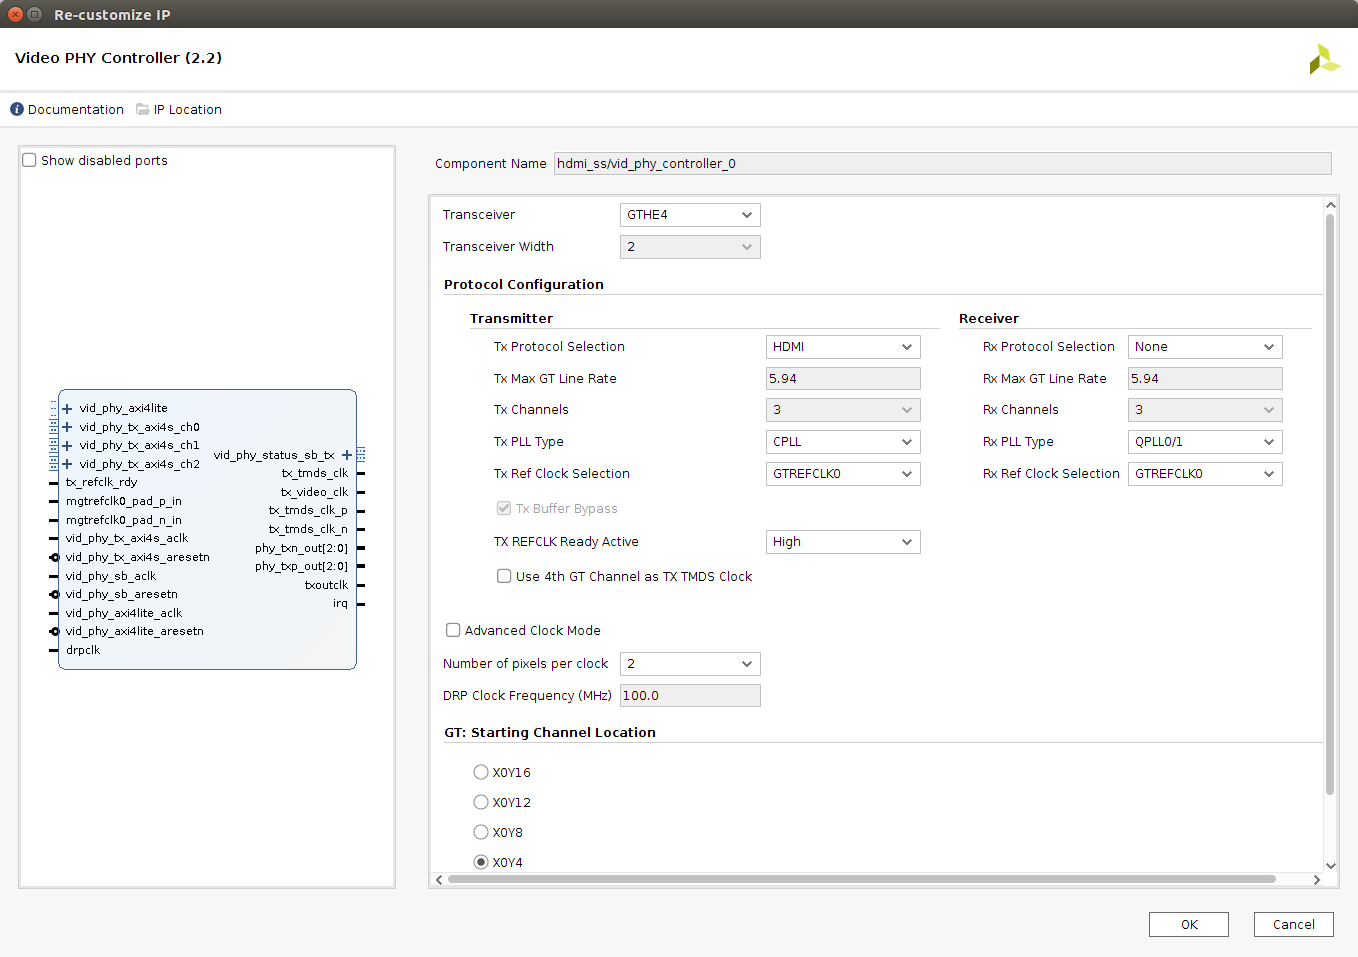 Re-customize IP
Video PHY Controller (2.2)
Documentation IP Location
Show disabled ports
vid_phy_axi4lite
vid_phy_tx_axi4s_ch0
vid_phy_tx_axi4s_ch1
vid_phy_tx_axi4s_ch2
tx_refclk_rdy
mgtrefclk0_pad_p_in
mgtrefclk0_pad_n_in
vid_phy_tx_axi4s_aclk
vid_phy_tx_axi4s_aresetn
vid_phy_sb_aclk
vid_phy_sb_aresetn
vid_phy_axi4lite_aclk
vid_phy_axi4lite_aresetn
drpclk
vid_phy_status_sb_tx
tx_tmds_clk
tx_video_clk
tx_tmds_clk_p
tx_tmds_clk_n
phy_txn_out[2:0]
phy_txp_out[2:0]
txoutclk
irq
Component Name hdmi_ss/vid_phy_controller_0
Transceiver GTHE4
Transceiver Width 2
Protocol Configuration
Transmitter
Tx Protocol Selection HDMI
Tx Max GT Line Rate 5.94
Tx Channels 3
Tx PLL Type CPLL
Tx Ref Clock Selection GTREFCLK0
Tx Buffer Bypass
TX REFCLK Ready Active High
Use 4th GT Channel as TX TMDS Clock
Receiver
Rx Protocol Selection None
Rx Max GT Line Rate 5.94
Rx Channels 3
Rx PLL Type QPLL0/1
Rx Ref Clock Selection GTREFCLK0
Advanced Clock Mode
Number of pixels per clock 2
DRP Clock Frequency (MHz) 100.0
GT: Starting Channel Location
X0Y16
X0Y12
X0Y8
X0Y4
OK Cancel